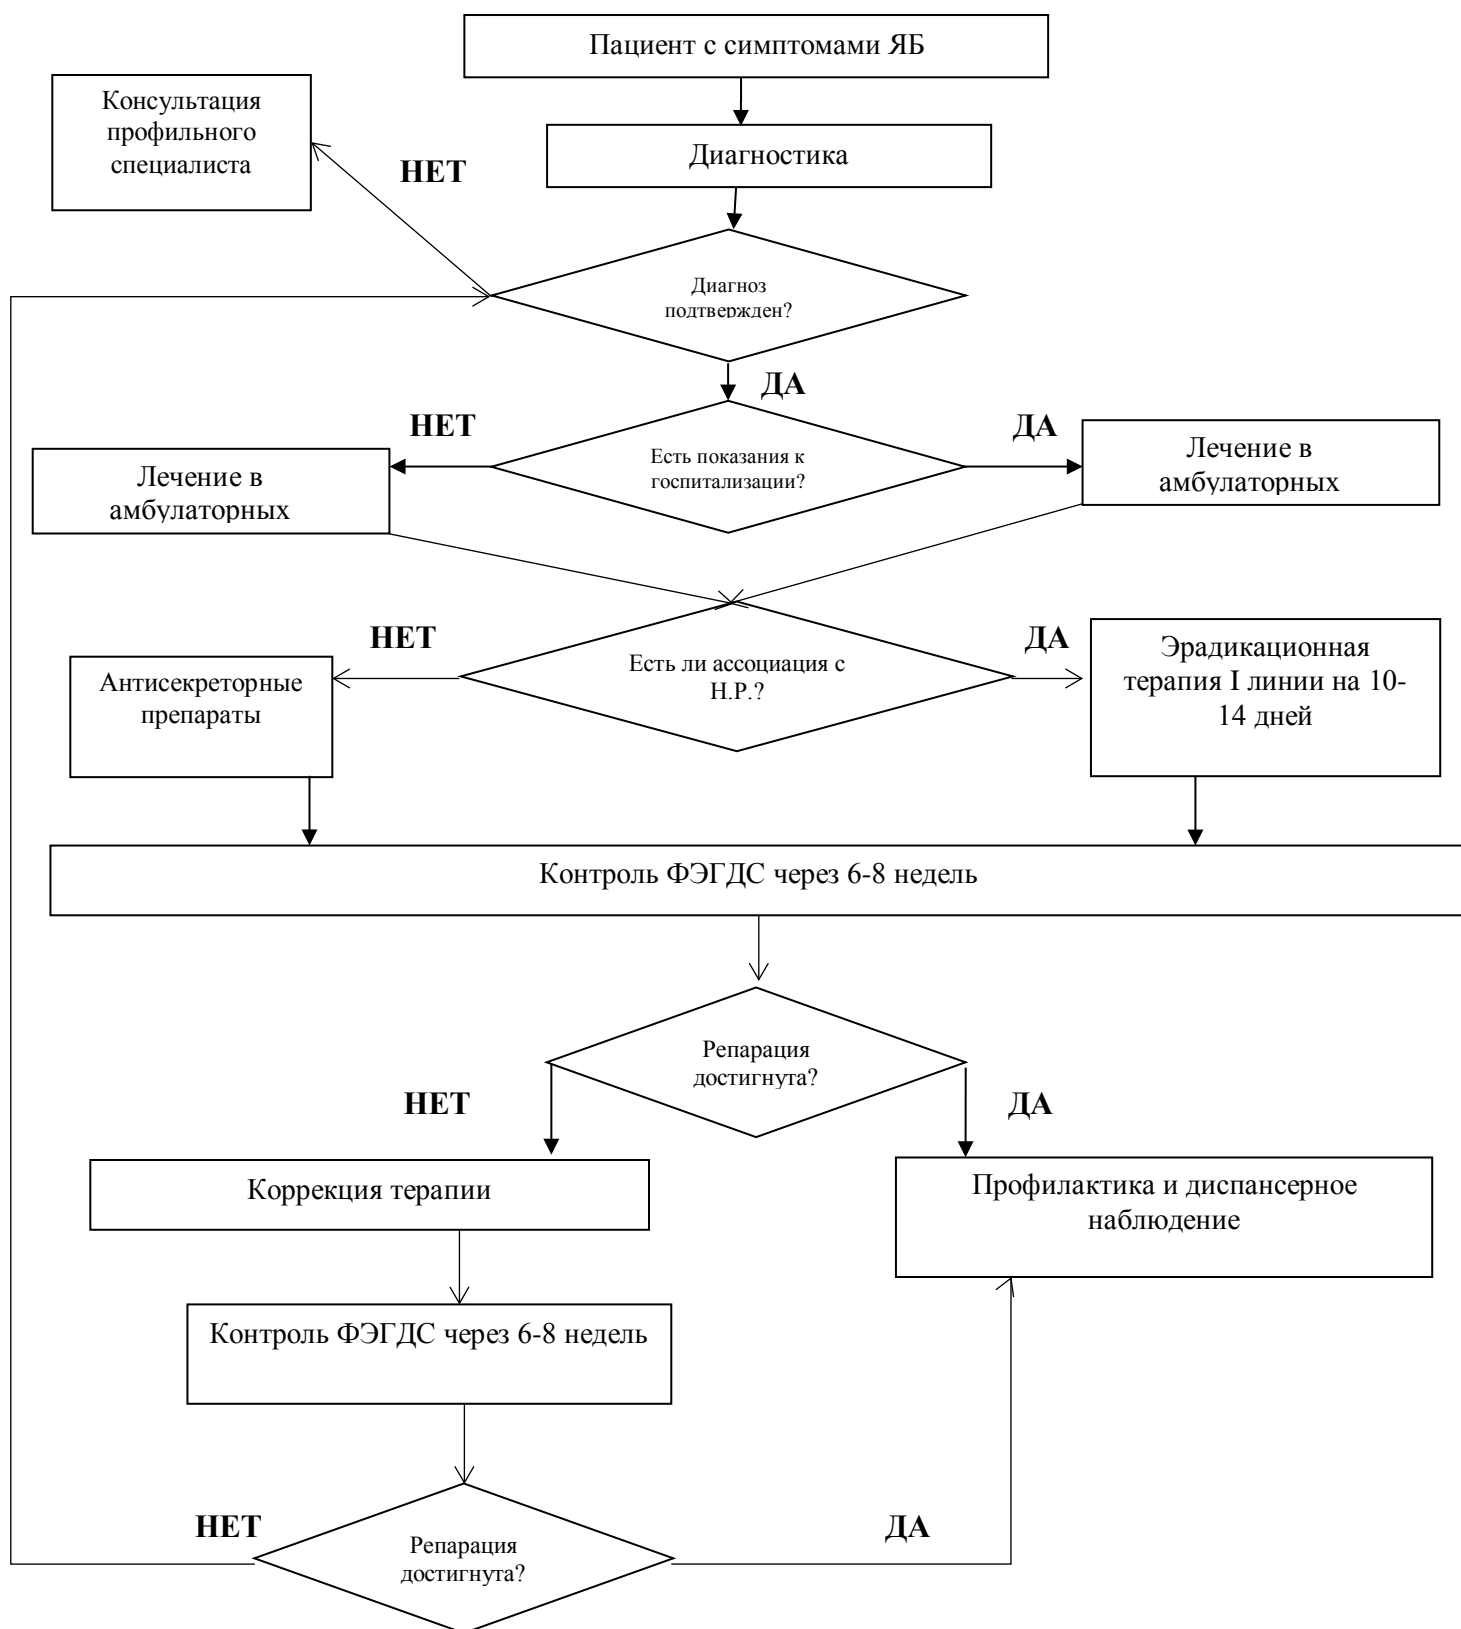 Пациент с симптомами ЯБ
Консультация
профильного
специалиста
НЕТ
Диагностика
Диагноз
подтвержден?
ДА
НЕТ
ДА
Лечение в
амбулаторных
Есть показания к
госпитализации?
Лечение в
амбулаторных
НЕТ
ДА
Антисекреторные
препараты
Есть ли ассоциация с
Н.Р.?
Эрадикационная
терапия I линии на 10-
14 дней
Контроль ФЭГДС через 6-8 недель
Репарация
достигнута?
НЕТ
ДА
Коррекция терапии
Профилактика и диспансерное
наблюдение
Контроль ФЭГДС через 6-8 недель
НЕТ
ДА
Репарация
достигнута?